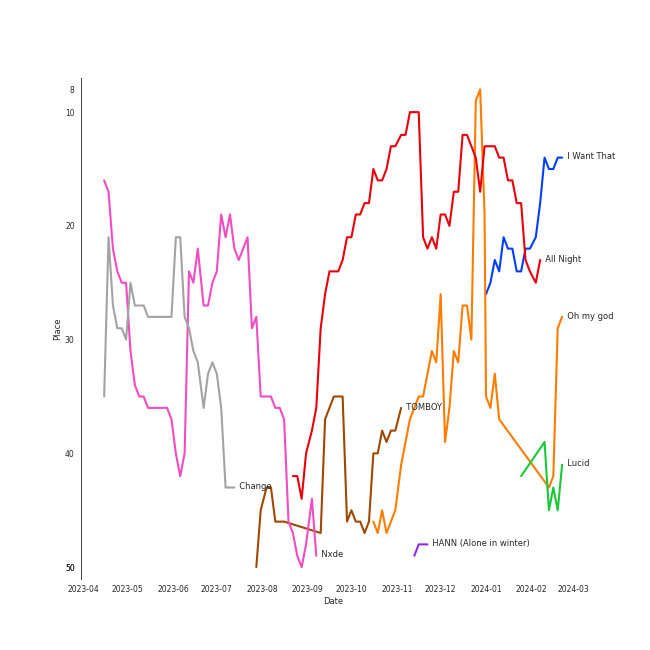 8
10
20
30
40
50
50
Place
I Want That
All Night
Oh my god
TOMBOY
Lucid
Change
HANN (Alone in winter)
Nxde
2023-04 2023-05 2023-06 2023-07 2023-08 2023-09 2023-10 2023-11 2023-12 2024-01 2024-02 2024-03
Date